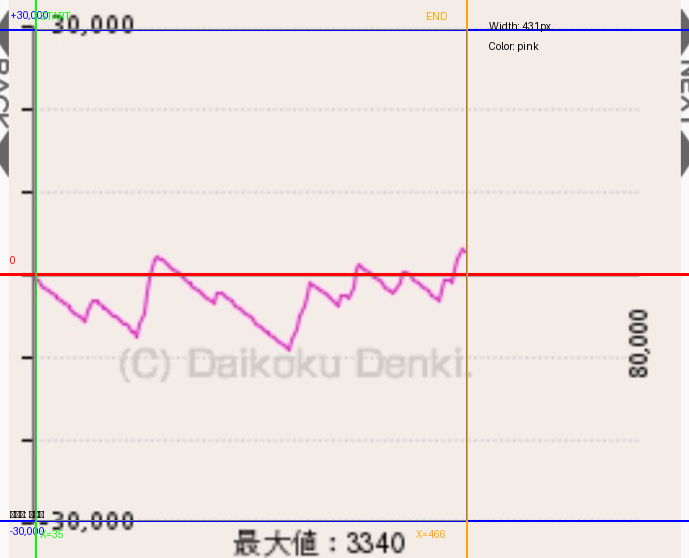 +30,000
START
30,000
END
Width: 431px
Color: pink
BACK
NEXT
0
80,000
(C) Daikoku Denki.
-30,000
-30,000
X=36
最大値：3340
X=466